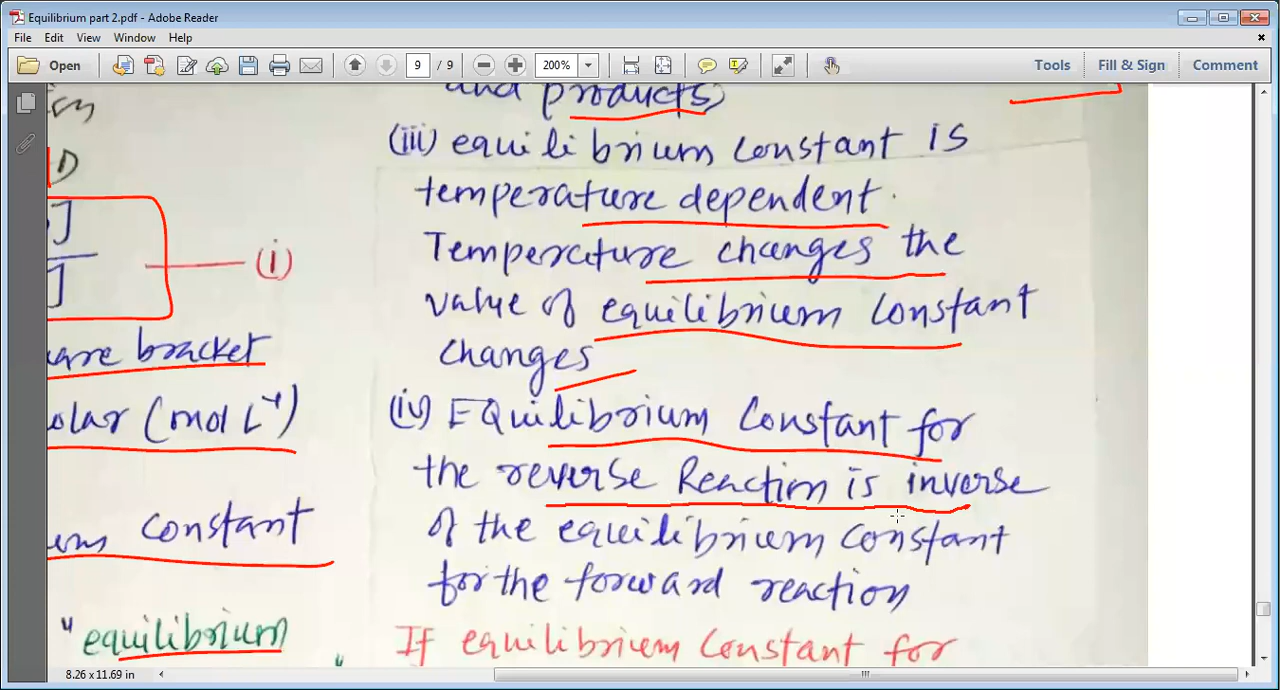 Equilibrium part 2.pdf - Adobe Reader
File Edit View Window Help
Open 9 / 9 200% Tools Fill & Sign Comment
D
]
]
(i)
bracket
(mol L⁻¹)
constant
"equilibrium
"
and products
(iii) equilibrium constant is
temperature dependent.
Temperature changes the
value of equilibrium constant
changes
(iv) Equilibrium constant for
the reverse Reaction is inverse
of the equilibrium constant
for the forward reaction
If equilibrium constant for
8.26 x 11.69 in